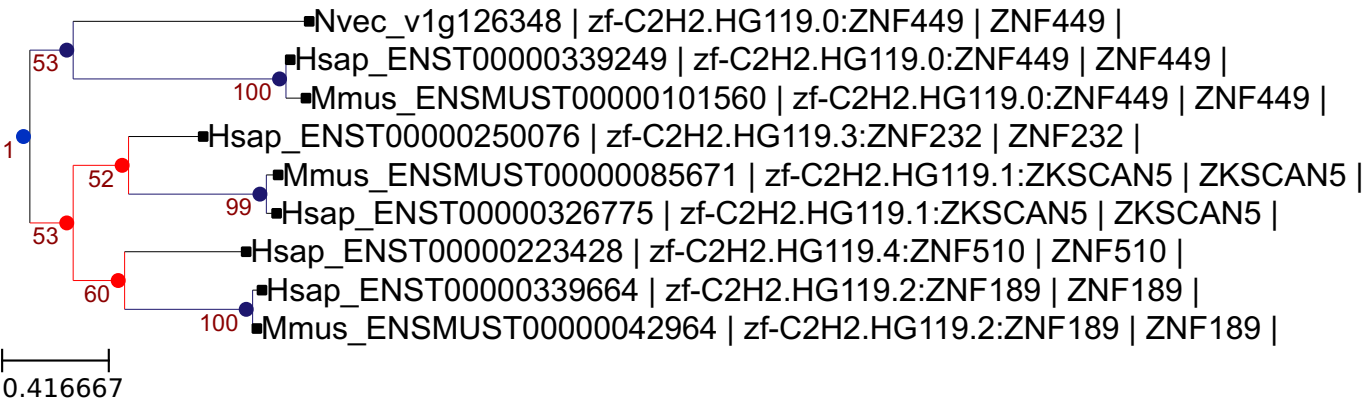 Nvec_v1g126348 | zf-C2H2.HG119.0:ZNF449 | ZNF449 |
53
Hsap_ENST00000339249 | zf-C2H2.HG119.0:ZNF449 | ZNF449 |
100
Mmus_ENSMUST00000101560 | zf-C2H2.HG119.0:ZNF449 | ZNF449 |
1
Hsap_ENST00000250076 | zf-C2H2.HG119.3:ZNF232 | ZNF232 |
52
Mmus_ENSMUST00000085671 | zf-C2H2.HG119.1:ZKSCAN5 | ZKSCAN5 |
99
Hsap_ENST00000326775 | zf-C2H2.HG119.1:ZKSCAN5 | ZKSCAN5 |
53
Hsap_ENST00000223428 | zf-C2H2.HG119.4:ZNF510 | ZNF510 |
60
Hsap_ENST00000339664 | zf-C2H2.HG119.2:ZNF189 | ZNF189 |
100
Mmus_ENSMUST00000042964 | zf-C2H2.HG119.2:ZNF189 | ZNF189 |
0.416667